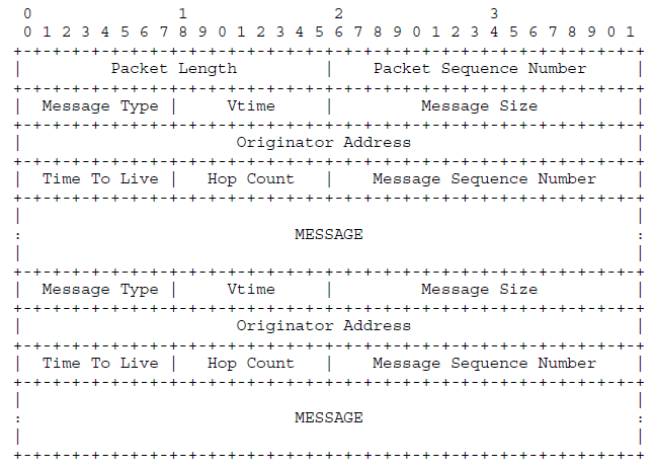 0                   1                   2                   3
0 1 2 3 4 5 6 7 8 9 0 1 2 3 4 5 6 7 8 9 0 1 2 3 4 5 6 7 8 9 0 1
+-+-+-+-+-+-+-+-+-+-+-+-+-+-+-+-+-+-+-+-+-+-+-+-+-+-+-+-+-+-+-+-+
|         Packet Length         |    Packet Sequence Number     |
+-+-+-+-+-+-+-+-+-+-+-+-+-+-+-+-+-+-+-+-+-+-+-+-+-+-+-+-+-+-+-+-+
|  Message Type |     Vtime     |         Message Size          |
+-+-+-+-+-+-+-+-+-+-+-+-+-+-+-+-+-+-+-+-+-+-+-+-+-+-+-+-+-+-+-+-+
|                      Originator Address                       |
+-+-+-+-+-+-+-+-+-+-+-+-+-+-+-+-+-+-+-+-+-+-+-+-+-+-+-+-+-+-+-+-+
|  Time To Live |   Hop Count   |    Message Sequence Number    |
+-+-+-+-+-+-+-+-+-+-+-+-+-+-+-+-+-+-+-+-+-+-+-+-+-+-+-+-+-+-+-+-+
|                                                               |
:                            MESSAGE                            :
|                                                               |
+-+-+-+-+-+-+-+-+-+-+-+-+-+-+-+-+-+-+-+-+-+-+-+-+-+-+-+-+-+-+-+-+
|  Message Type |     Vtime     |         Message Size          |
+-+-+-+-+-+-+-+-+-+-+-+-+-+-+-+-+-+-+-+-+-+-+-+-+-+-+-+-+-+-+-+-+
|                      Originator Address                       |
+-+-+-+-+-+-+-+-+-+-+-+-+-+-+-+-+-+-+-+-+-+-+-+-+-+-+-+-+-+-+-+-+
|  Time To Live |   Hop Count   |    Message Sequence Number    |
+-+-+-+-+-+-+-+-+-+-+-+-+-+-+-+-+-+-+-+-+-+-+-+-+-+-+-+-+-+-+-+-+
|                                                               |
:                            MESSAGE                            :
|                                                               |
+-+-+-+-+-+-+-+-+-+-+-+-+-+-+-+-+-+-+-+-+-+-+-+-+-+-+-+-+-+-+-+-+